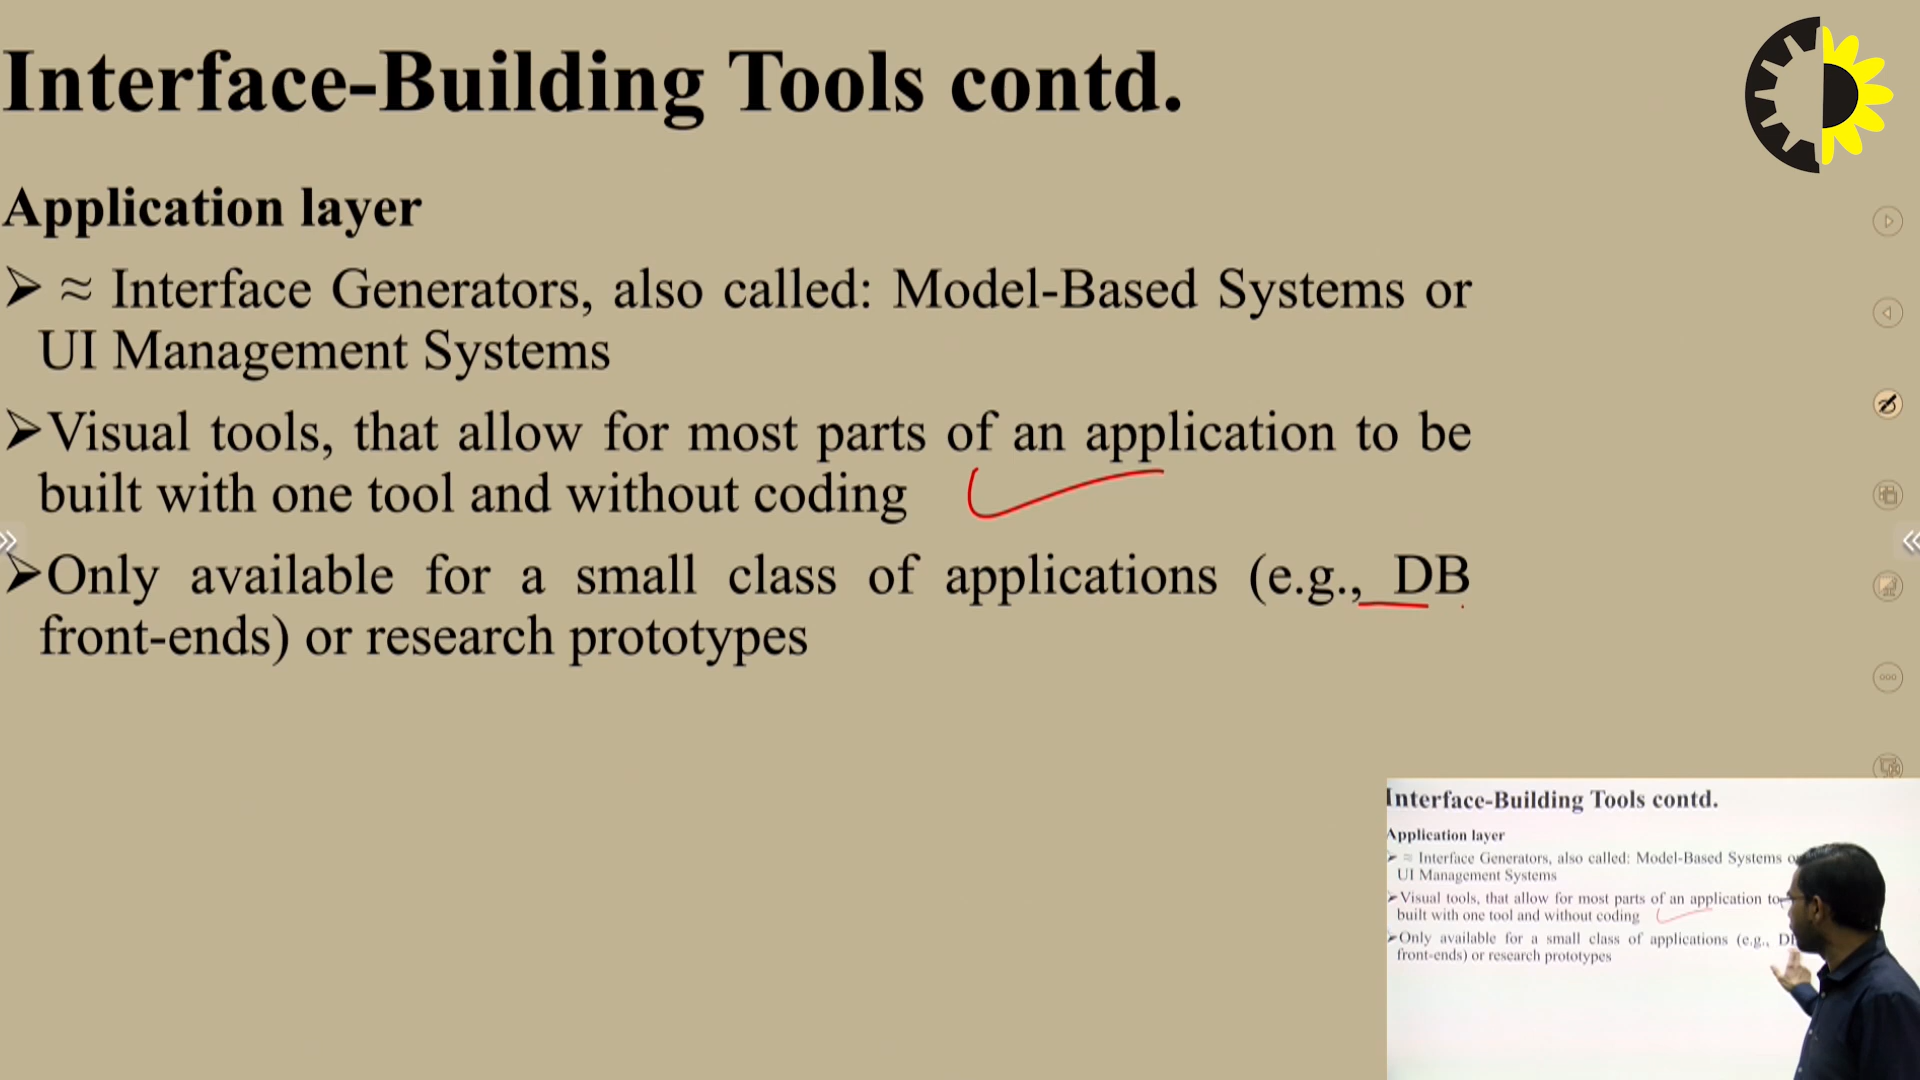 Interface-Building Tools contd.
Application layer
➢ ≈ Interface Generators, also called: Model-Based Systems or
UI Management Systems
➢Visual tools, that allow for most parts of an application to be
built with one tool and without coding
➢Only available for a small class of applications (e.g., DB
front-ends) or research prototypes
Interface-Building Tools contd.
Application layer
➢ ≈ Interface Generators, also called: Model-Based Systems
UI Management Systems
➢Visual tools, that allow for most parts of an application to
built with one tool and without coding
➢Only available for a small class of applications (e.g.,
front-ends) or research prototypes